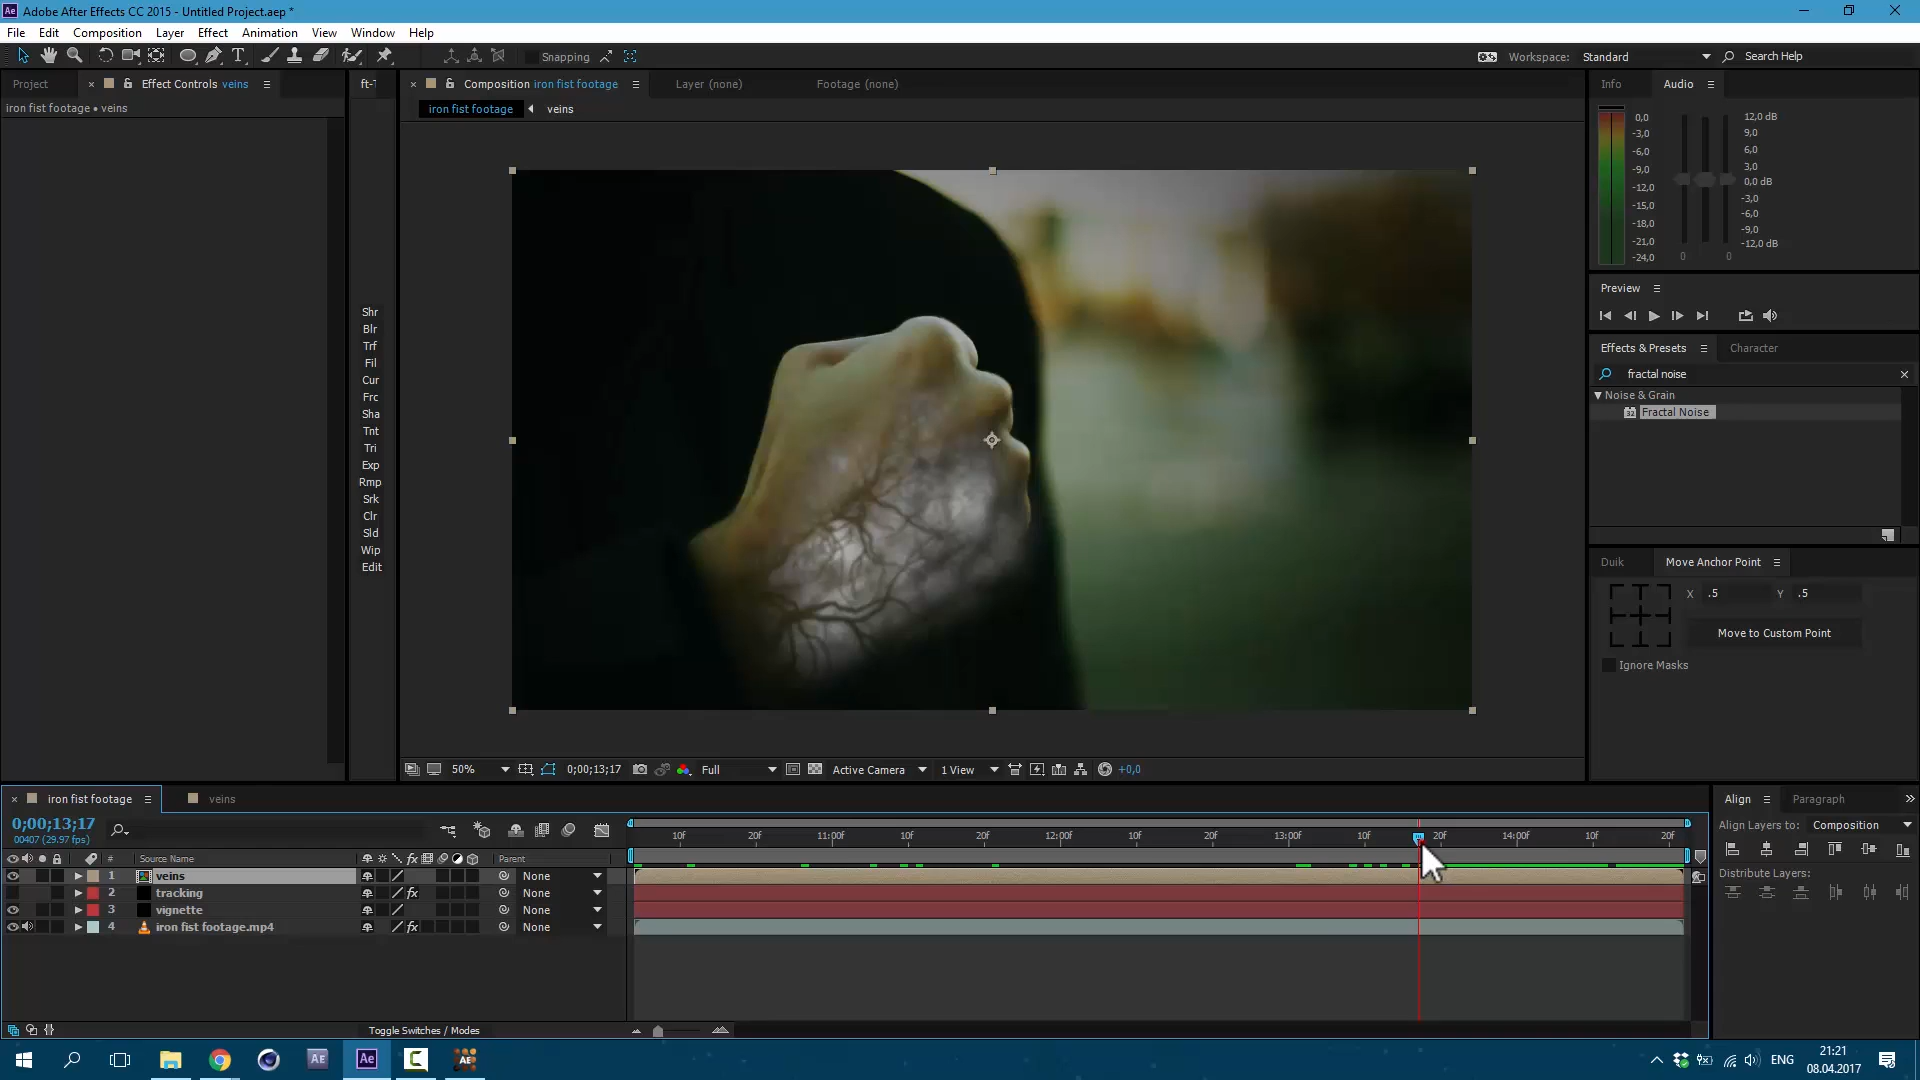 Adobe After Effects CC 2015 - Untitled Project.aep *
File Edit Composition Layer Effect Animation View Window Help
Snapping
Workspace: Standard
Search Help
Project
Effect Controls veins
iron fist footage • veins
ft-T
Shr
Blr
Trf
Fil
Cur
Frc
Sha
Tnt
Tri
Exp
Rmp
Srk
Clr
Sld
Wip
Edit
Composition iron fist footage
Layer (none)
Footage (none)
iron fist footage
veins
50%
0;00;13;17
Full
Active Camera
1 View
+0,0
Info
Audio
0,0
-3,0
-6,0
-9,0
-12,0
-15,0
-18,0
-21,0
-24,0
12,0 dB
9,0
6,0
3,0
0,0 dB
-3,0
-6,0
-9,0
-12,0 dB
0
0
Preview
Effects & Presets
Character
fractal noise
Noise & Grain
32
Fractal Noise
Duik
Move Anchor Point
X .5
Y .5
Move to Custom Point
Ignore Masks
iron fist footage
veins
0;00;13;17
00407 (29.97 fps)
10f 20f 11:00f 10f 20f 12:00f 10f 20f 13:00f 10f 20f 14:00f 10f 20f
# Source Name
Parent
1 veins None
2 tracking None
3 vignette None
4 iron fist footage.mp4 None
Toggle Switches / Modes
Align
Paragraph
Align Layers to: Composition
Distribute Layers:
Ae
Ae
AE
ENG
21:21
08.04.2017